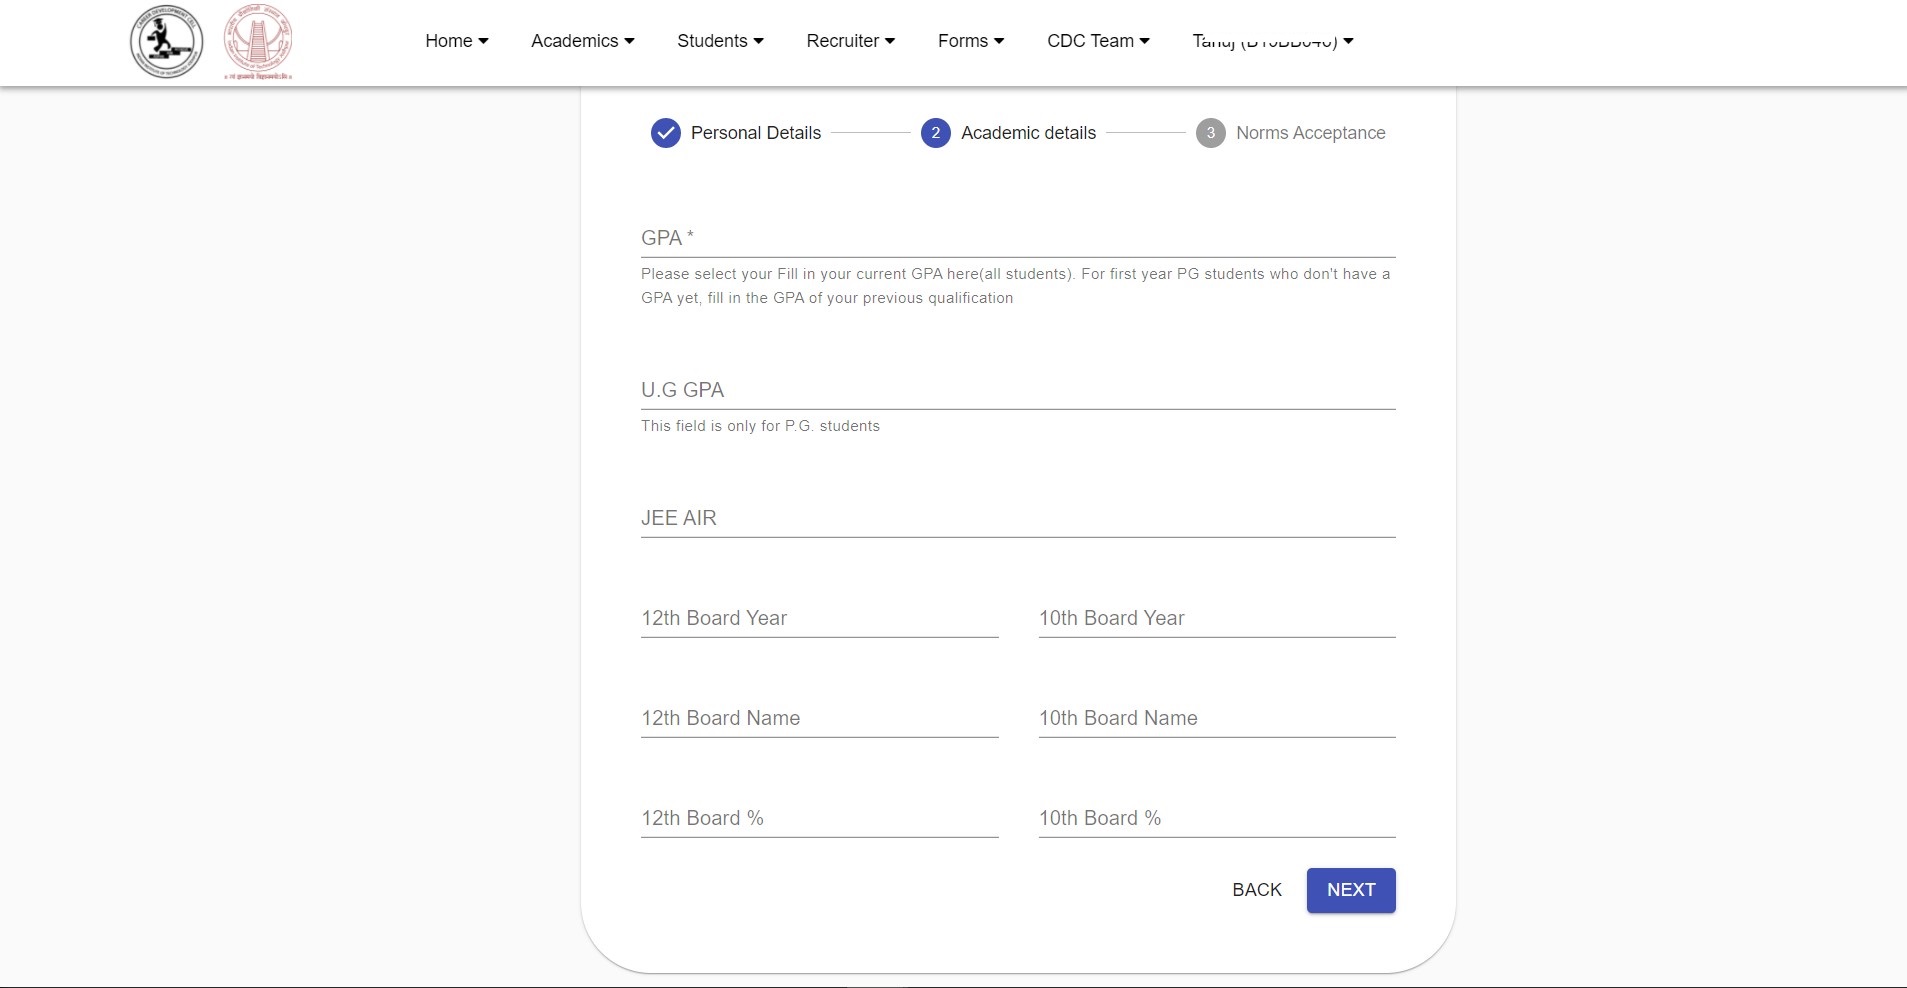 Home Academics Students Recruiter Forms CDC Team
Personal Details 2 Academic details 3 Norms Acceptance
GPA *
Please select your Fill in your current GPA here(all students). For first year PG students who don't have a
GPA yet, fill in the GPA of your previous qualification
U.G GPA
This field is only for P.G. students
JEE AIR
12th Board Year 10th Board Year
12th Board Name 10th Board Name
12th Board % 10th Board %
BACK NEXT